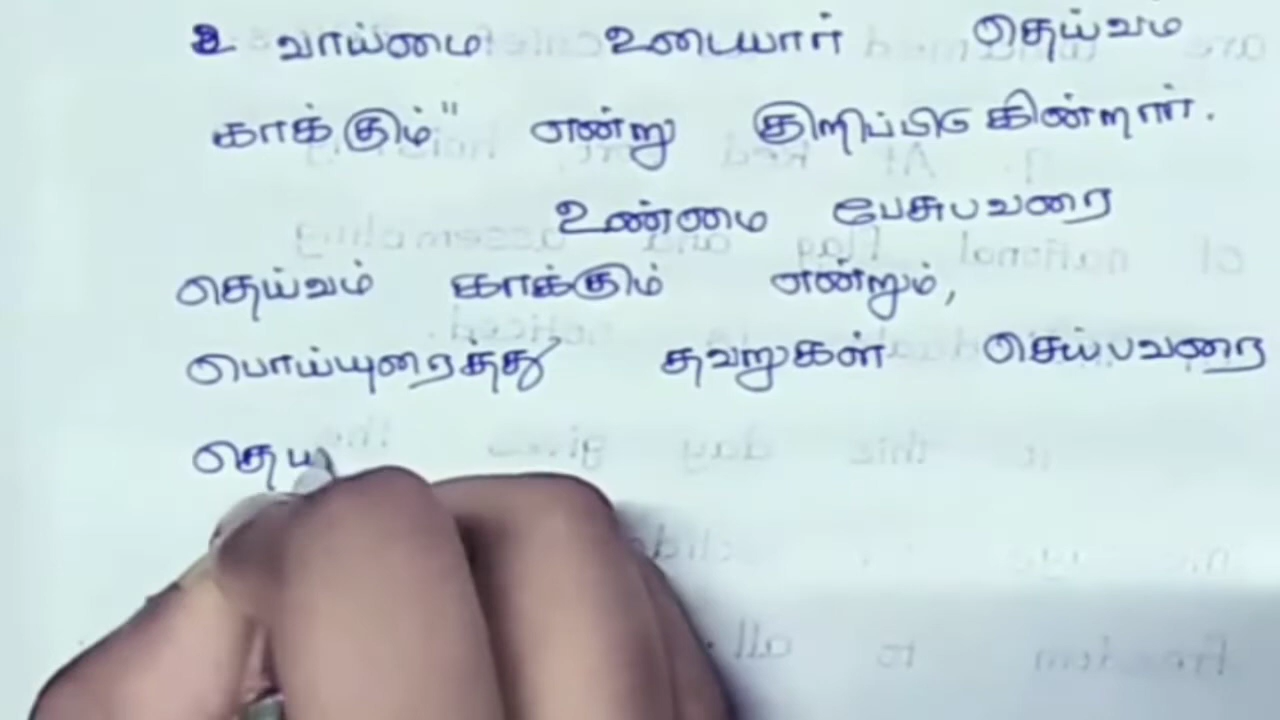 வாய்மை உடையார் தெய்வம்
காக்கும்" என்று குறிப்பிடுகின்றார்.
உண்மை பேசுபவரை
தெய்வம் காக்கும் என்றும்,
பொய்யுரைத்து தவறுகள் செய்பவரை
தெய